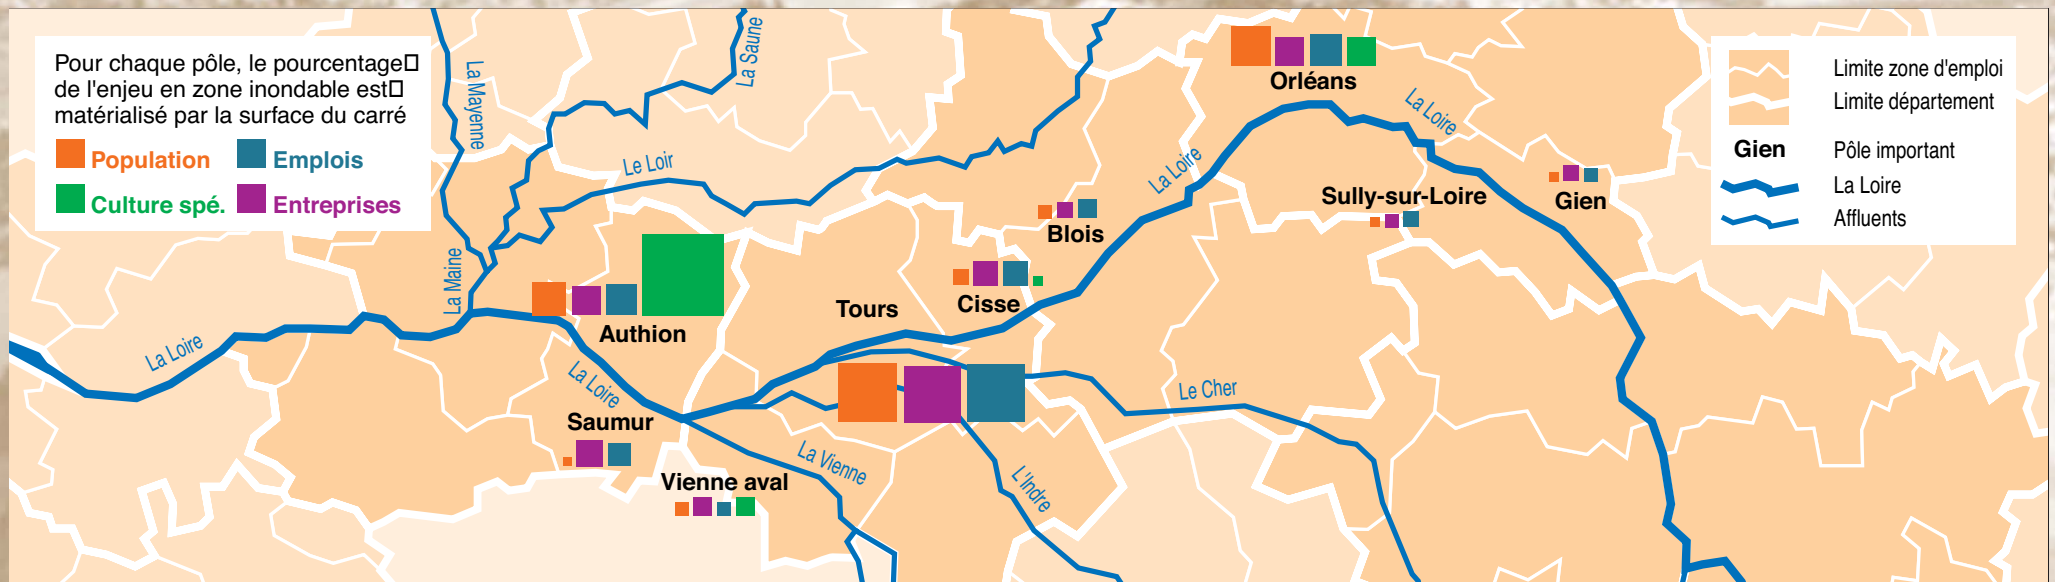 Pour chaque pôle, le pourcentage□
de l'enjeu en zone inondable est□
matérialisé par la surface du carré
Population
Emplois
Culture spé.
Entreprises
La Mayenne
La Saune
La Maine
Le Loir
La Loire
Authion
La Loire
Saumur
Vienne aval
La Vienne
Tours
Cisse
Blois
L'Indre
Le Cher
La Loire
Orléans
La Loire
Sully-sur-Loire
Gien
Limite zone d'emploi
Limite département
Gien
Pôle important
La Loire
Affluents